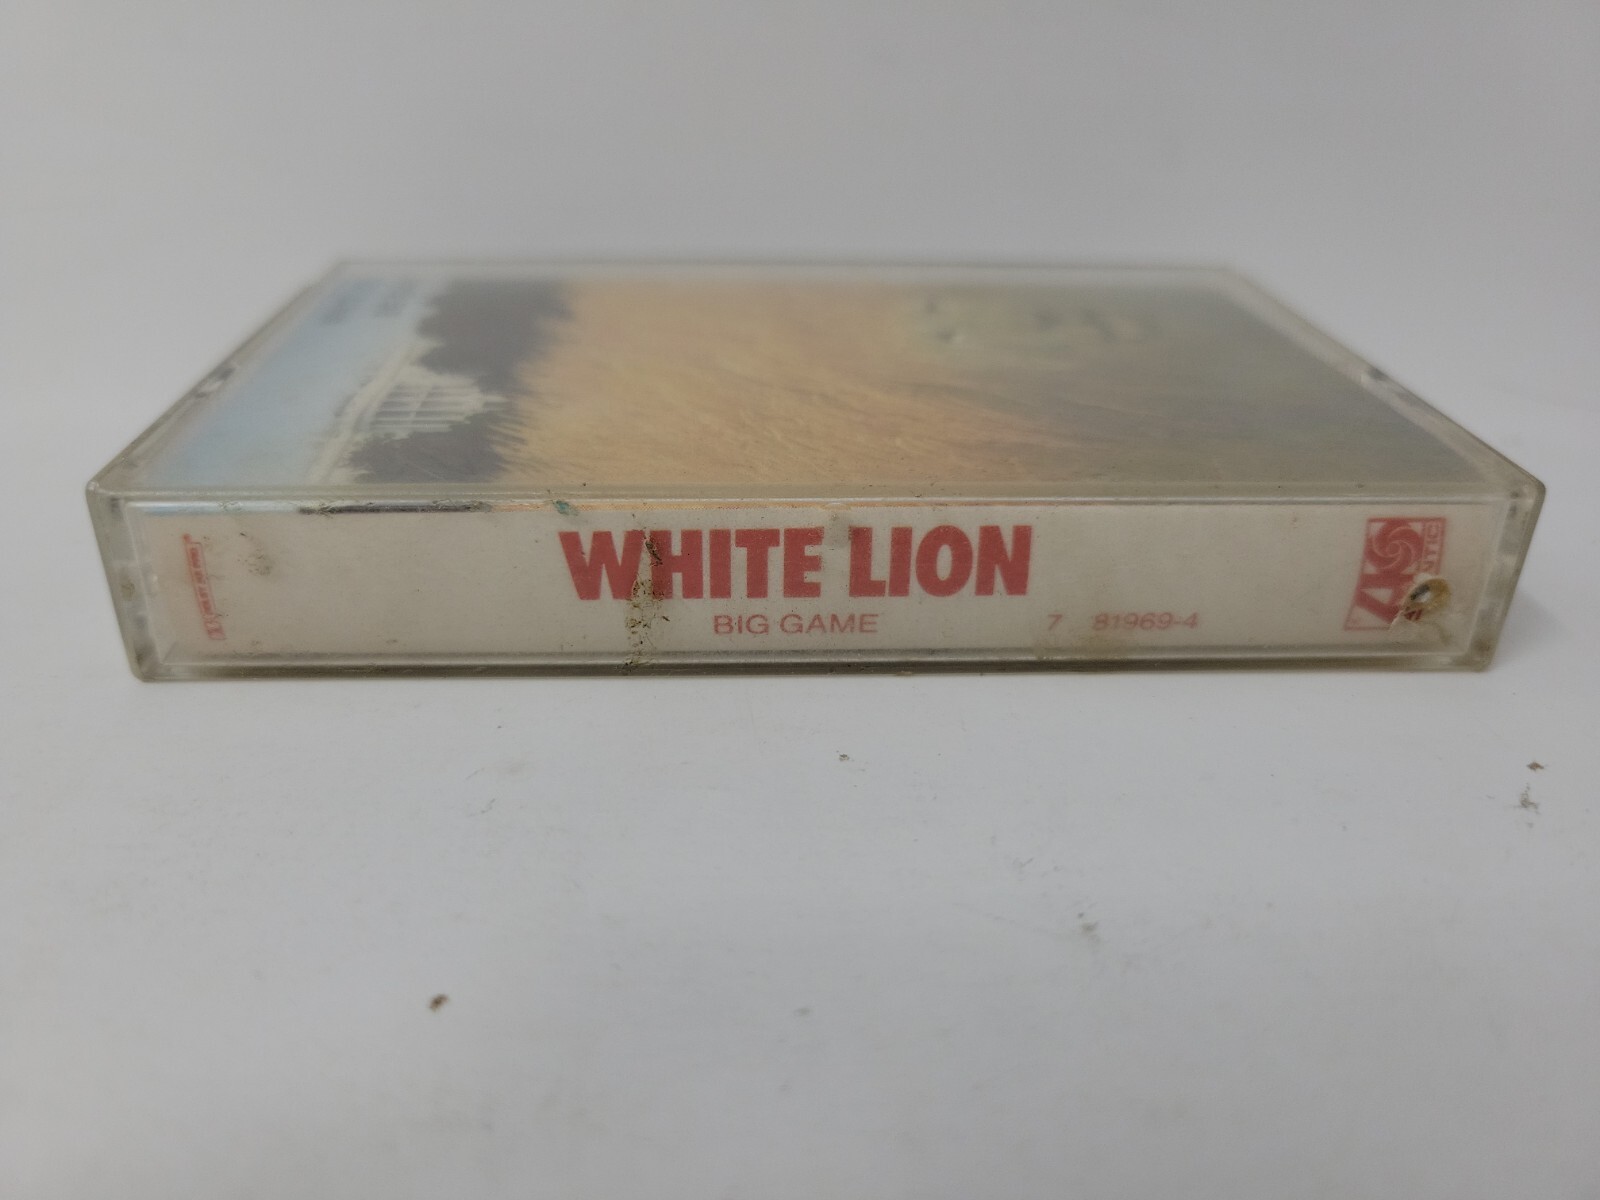 WHITE LION
BIG GAME
7 81969-4